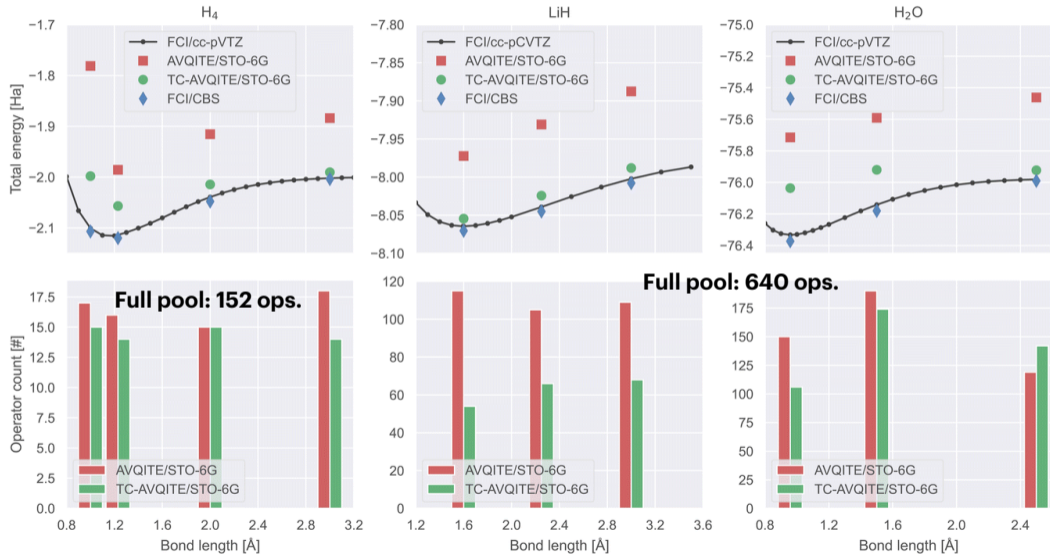 H₄
LiH
H₂O
Total energy [Ha]
−1.7
−1.8
−1.9
−2.0
−2.1
FCI/cc-pVTZ
AVQITE/STO-6G
TC-AVQITE/STO-6G
FCI/CBS
−7.80
−7.85
−7.90
−7.95
−8.00
−8.05
−8.10
FCI/cc-pCVTZ
AVQITE/STO-6G
TC-AVQITE/STO-6G
FCI/CBS
−75.0
−75.2
−75.4
−75.6
−75.8
−76.0
−76.2
−76.4
FCI/cc-pVTZ
AVQITE/STO-6G
TC-AVQITE/STO-6G
FCI/CBS
Full pool: 152 ops.
Full pool: 640 ops.
Operator count [#]
17.5
15.0
12.5
10.0
7.5
5.0
2.5
0.0
AVQITE/STO-6G
TC-AVQITE/STO-6G
0.8 1.2 1.6 2.0 2.4 2.8 3.2
Bond length [Å]
120
100
80
60
40
20
0
AVQITE/STO-6G
TC-AVQITE/STO-6G
1.2 1.6 2.0 2.4 2.8 3.2 3.6
Bond length [Å]
175
150
125
100
75
50
25
0
AVQITE/STO-6G
TC-AVQITE/STO-6G
0.8 1.2 1.6 2.0 2.4
Bond length [Å]